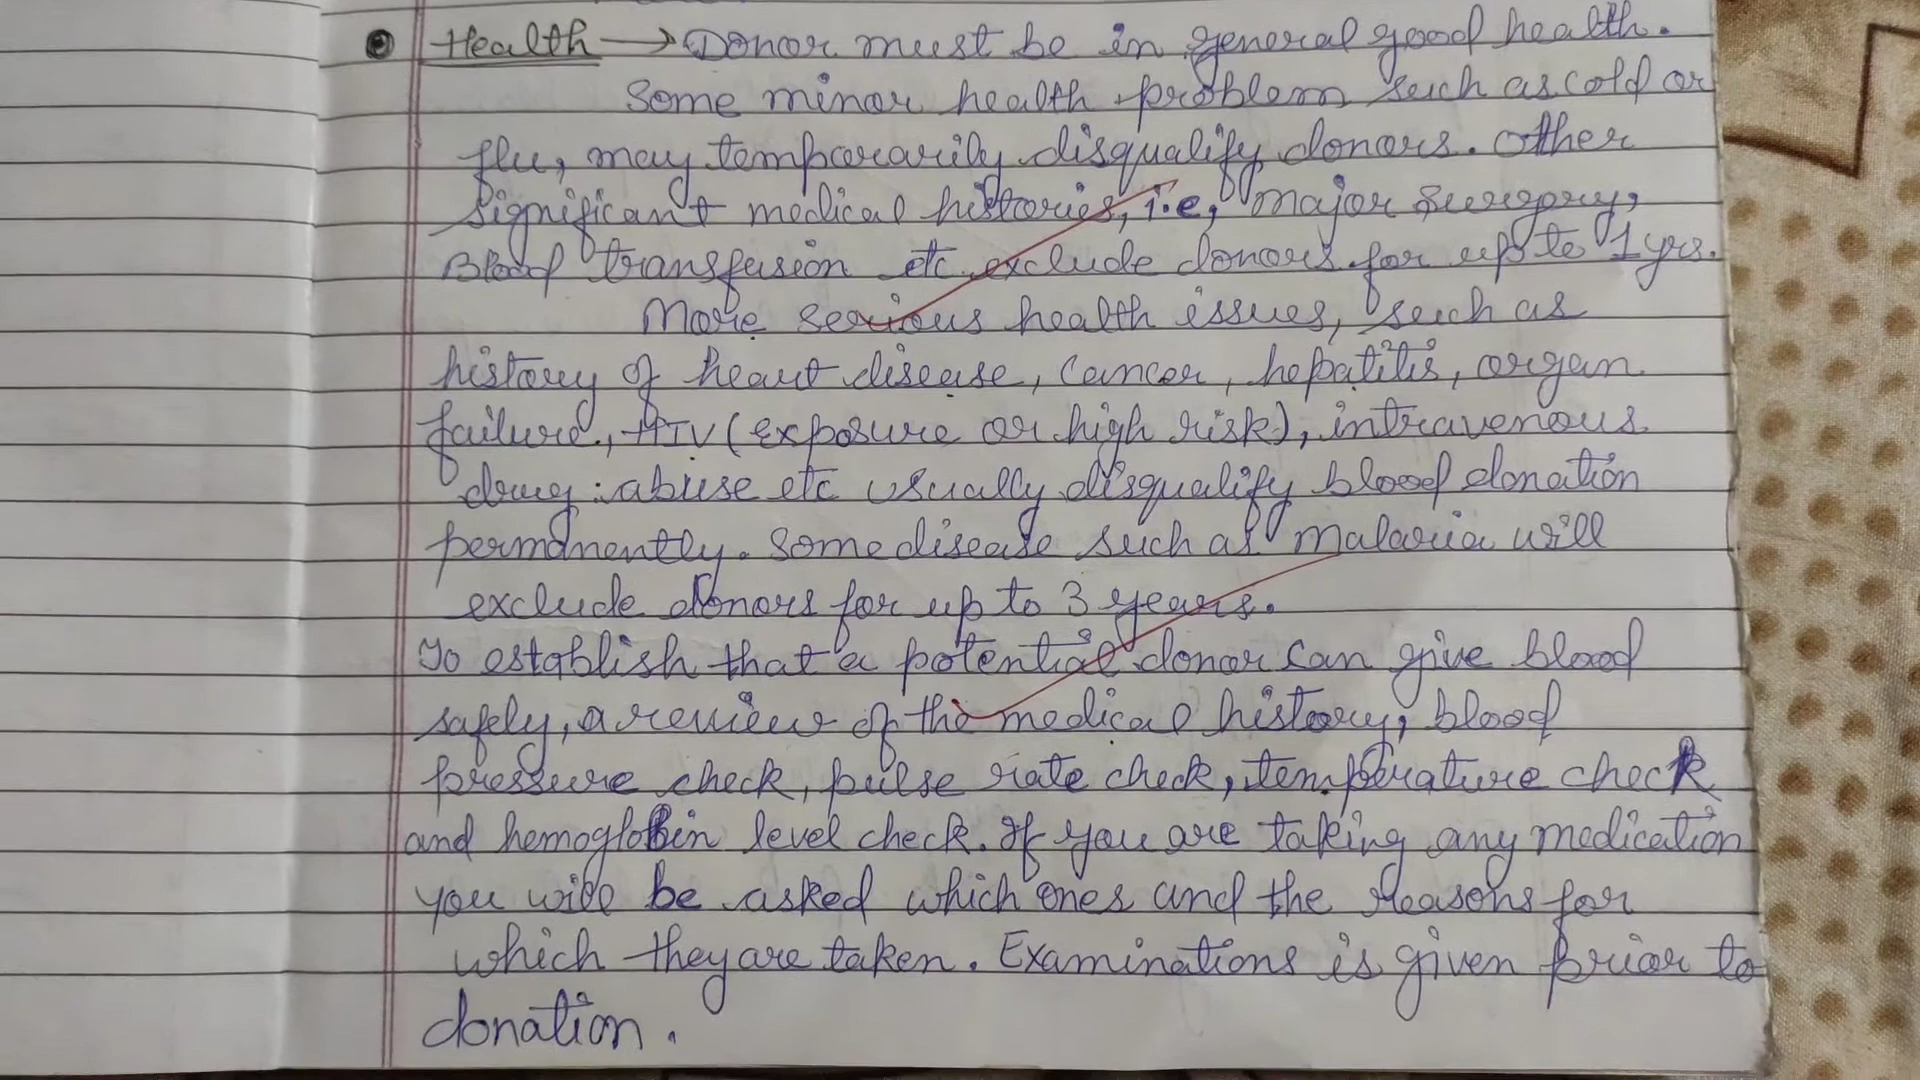 Health → Donor must be in general good health.
Some minor health problem such as cold or
flu, may tempararily disqualify donors. Other
significant medical histories, i.e, major surgery,
Blood transfusion etc exclude donors for up to 1 yrs.
More serious health issues, such as
history of heart disease, cancer, hepatitis, organ
failure, HIV (exposure or high risk), intravenous
drug abuse etc usually disqualify blood donation
permanently. Some disease such as malaria will
exclude donors for up to 3 years.
To establish that a potential donor can give blood
safely, a review of the medical history, blood
pressure check, pulse rate check, temperature check
and hemoglobin level check. If you are taking any medication
you will be asked which ones and the reasons for
which they are taken. Examinations is given prior to
donation.